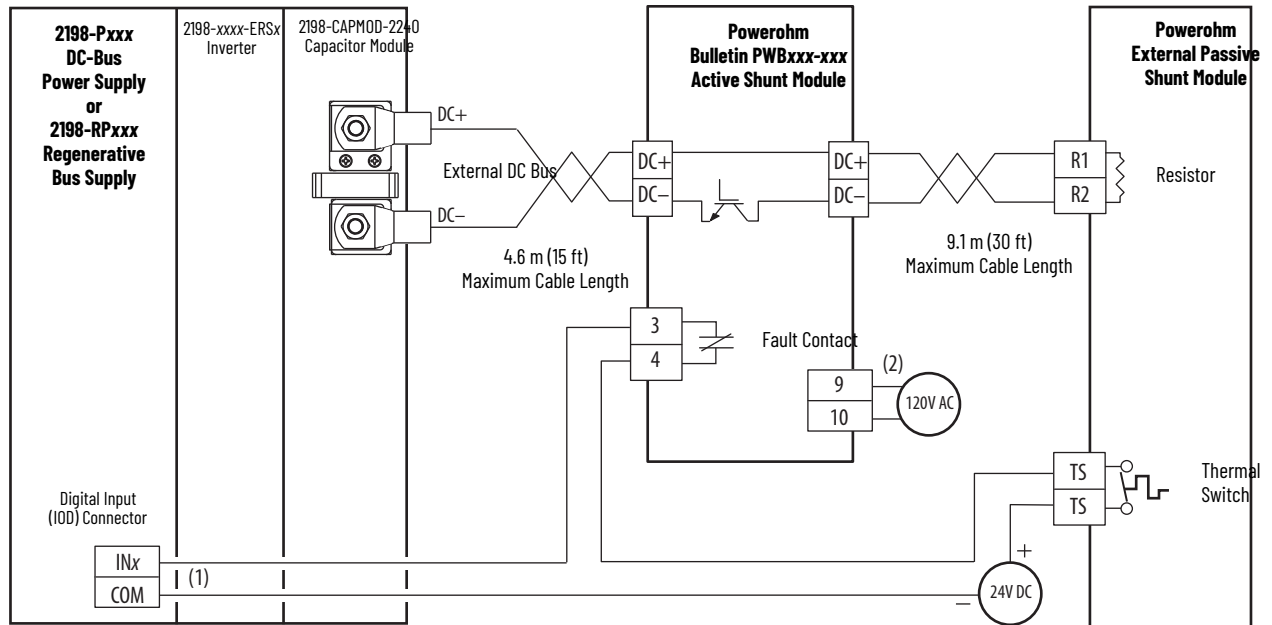 2198-Pxxx
DC-Bus
Power Supply
or
2198-RPxxx
Regenerative
Bus Supply
2198-xxxx-ERSx
Inverter
2198-CAPMOD-2240
Capacitor Module
Powerohm
Bulletin PWBxxx-xxx
Active Shunt Module
Powerohm
External Passive
Shunt Module
DC+
External DC Bus
DC–
DC+
DC–
DC+
DC–
R1
R2
Resistor
4.6 m (15 ft)
Maximum Cable Length
9.1 m (30 ft)
Maximum Cable Length
3
4
Fault Contact
9
10
(2)
120V AC
TS
TS
Thermal
Switch
Digital Input
(IOD) Connector
INx
COM
(1)
+
24V DC
–